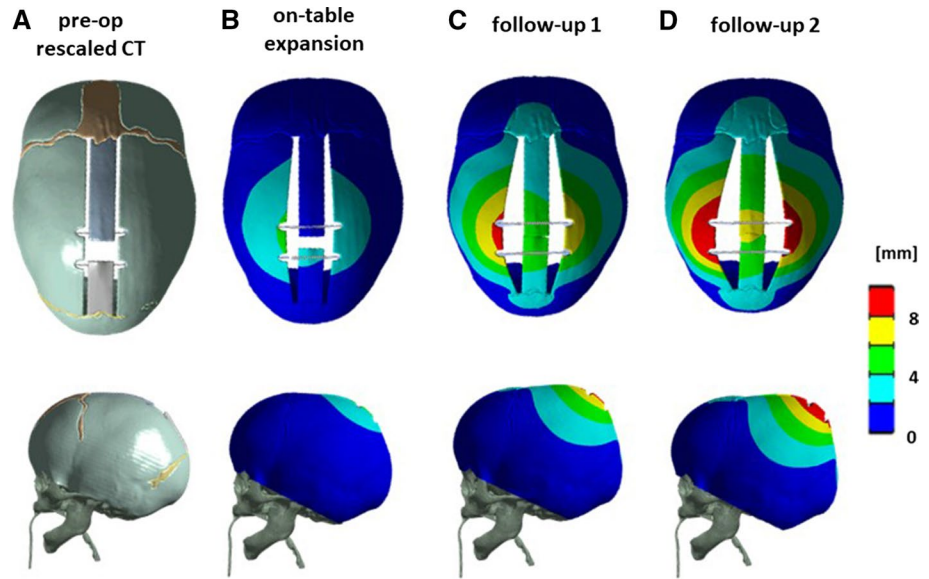 A pre-op
rescaled CT
B on-table
expansion
C follow-up 1
D follow-up 2
[mm]
8
4
0